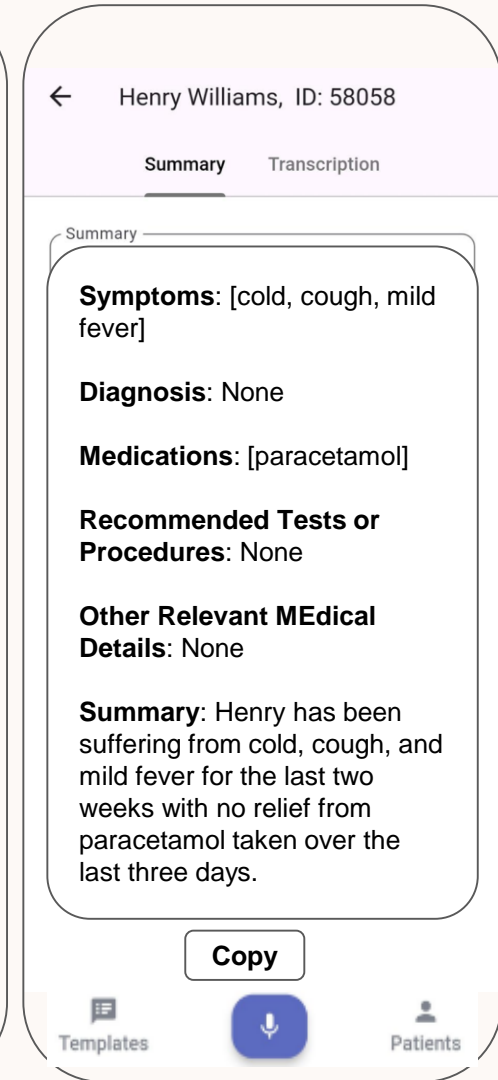 Henry Williams, ID: 58058
Summary Transcription
Summary
Symptoms: [cold, cough, mild
fever]
Diagnosis: None
Medications: [paracetamol]
Recommended Tests or
Procedures: None
Other Relevant MEdical
Details: None
Summary: Henry has been
suffering from cold, cough, and
mild fever for the last two
weeks with no relief from
paracetamol taken over the
last three days.
Copy
Templates Patients